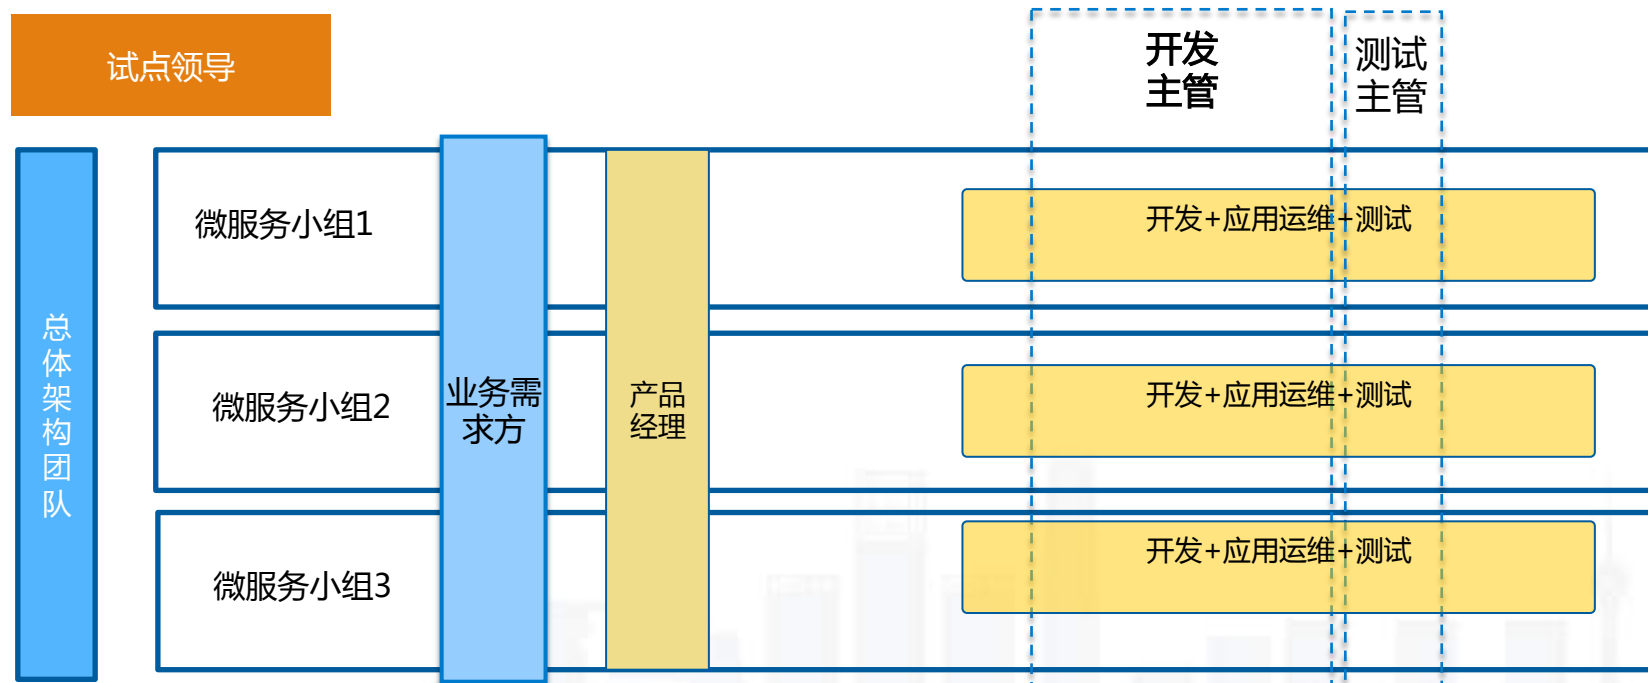 试点领导
开发
主管
测试
主管
总
体
架
构
团
队
微服务小组1
开发+应用运维+测试
微服务小组2
业务需
求方
产品
经理
开发+应用运维+测试
微服务小组3
开发+应用运维+测试